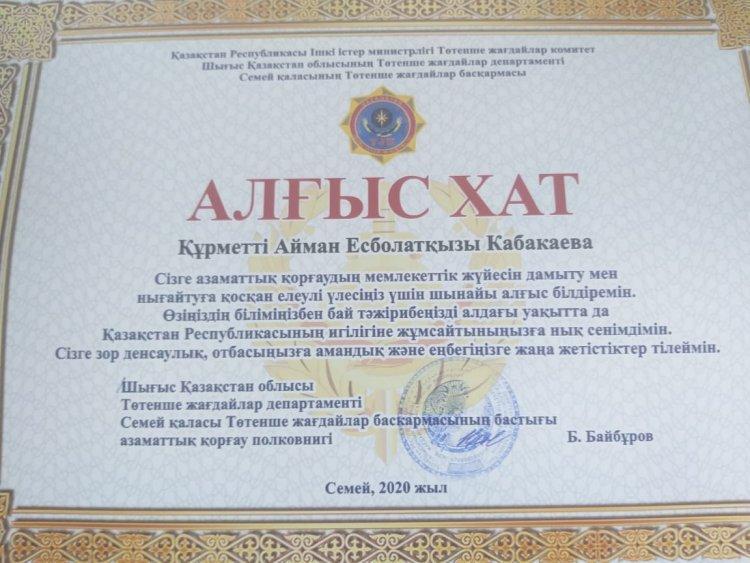 Қазақстан Республикасы Ішкі істер министрлігі Төтенше жағдайлар комитет
Шығыс Қазақстан облысының Төтенше жағдайлар департаменті
Семей қаласының Төтенше жағдайлар басқармасы
АЛҒЫС ХАТ
Құрметті Айман Есболатқызы Кабакаева
Сізге азаматтық қорғаудың мемлекеттік жүйесін дамыту мен
нығайтуға қосқан елеулі үлесіңіз үшін шынайы алғыс білдіремін.
Өзіңіздің біліміңізбен бай тәжірибеңізді алдағы уақытта да
Қазақстан Республикасының игілігіне жұмсайтыныңызға нық сенімдімін.
Сізге зор денсаулық, отбасыңызға амандық және еңбегіңізге жаңа жетістіктер тілеймін.
Шығыс Қазақстан облысы
Төтенше жағдайлар департаменті
Семей қаласы Төтенше жағдайлар басқармасының бастығы
азаматтық қорғау полковнигі
Б. Байбұров
Семей, 2020 жыл